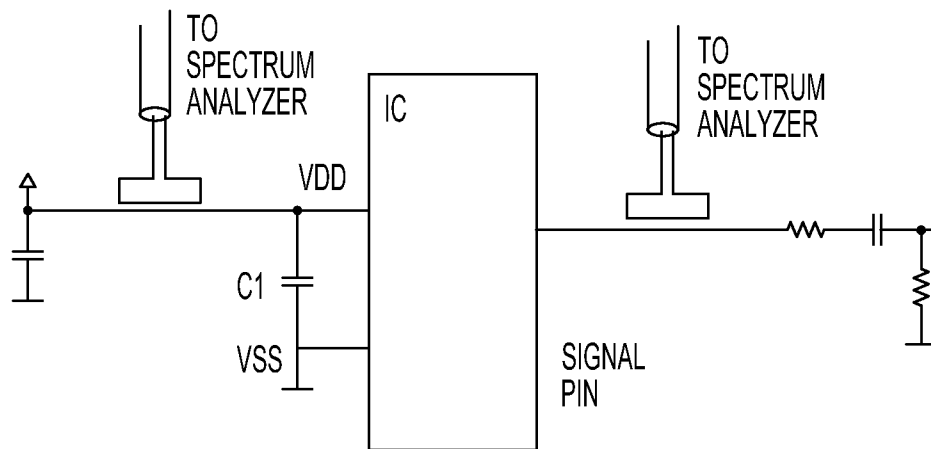 TO
SPECTRUM
ANALYZER
IC
TO
SPECTRUM
ANALYZER
VDD
C1
VSS
SIGNAL
PIN